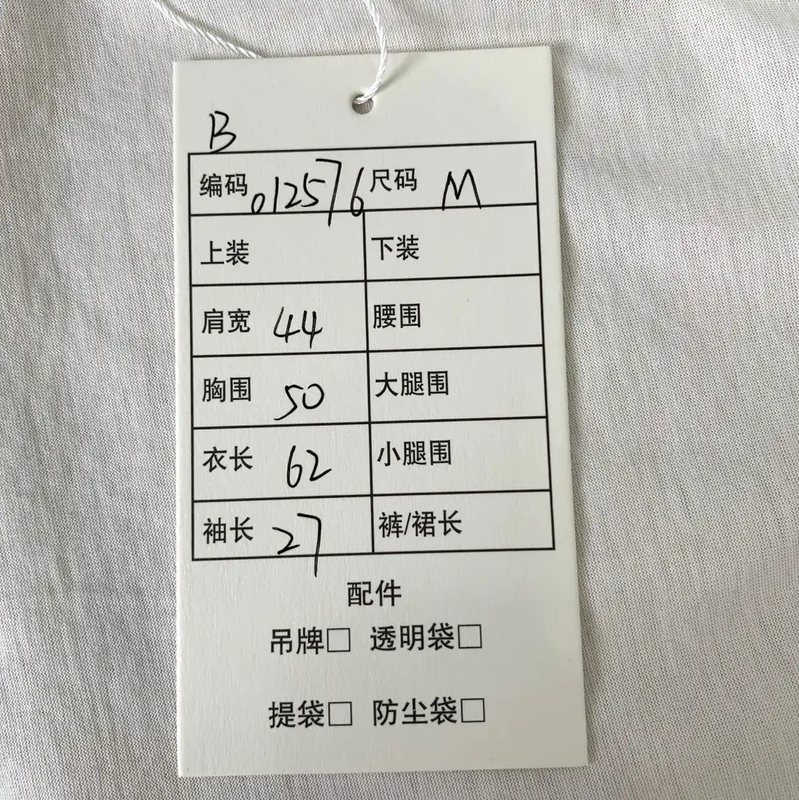 B
编码 012576 尺码 M
上装 下装
肩宽 44 腰围
胸围 50 大腿围
衣长 62 小腿围
袖长 27 裤/裙长
配件
吊牌□ 透明袋□
提袋□ 防尘袋□